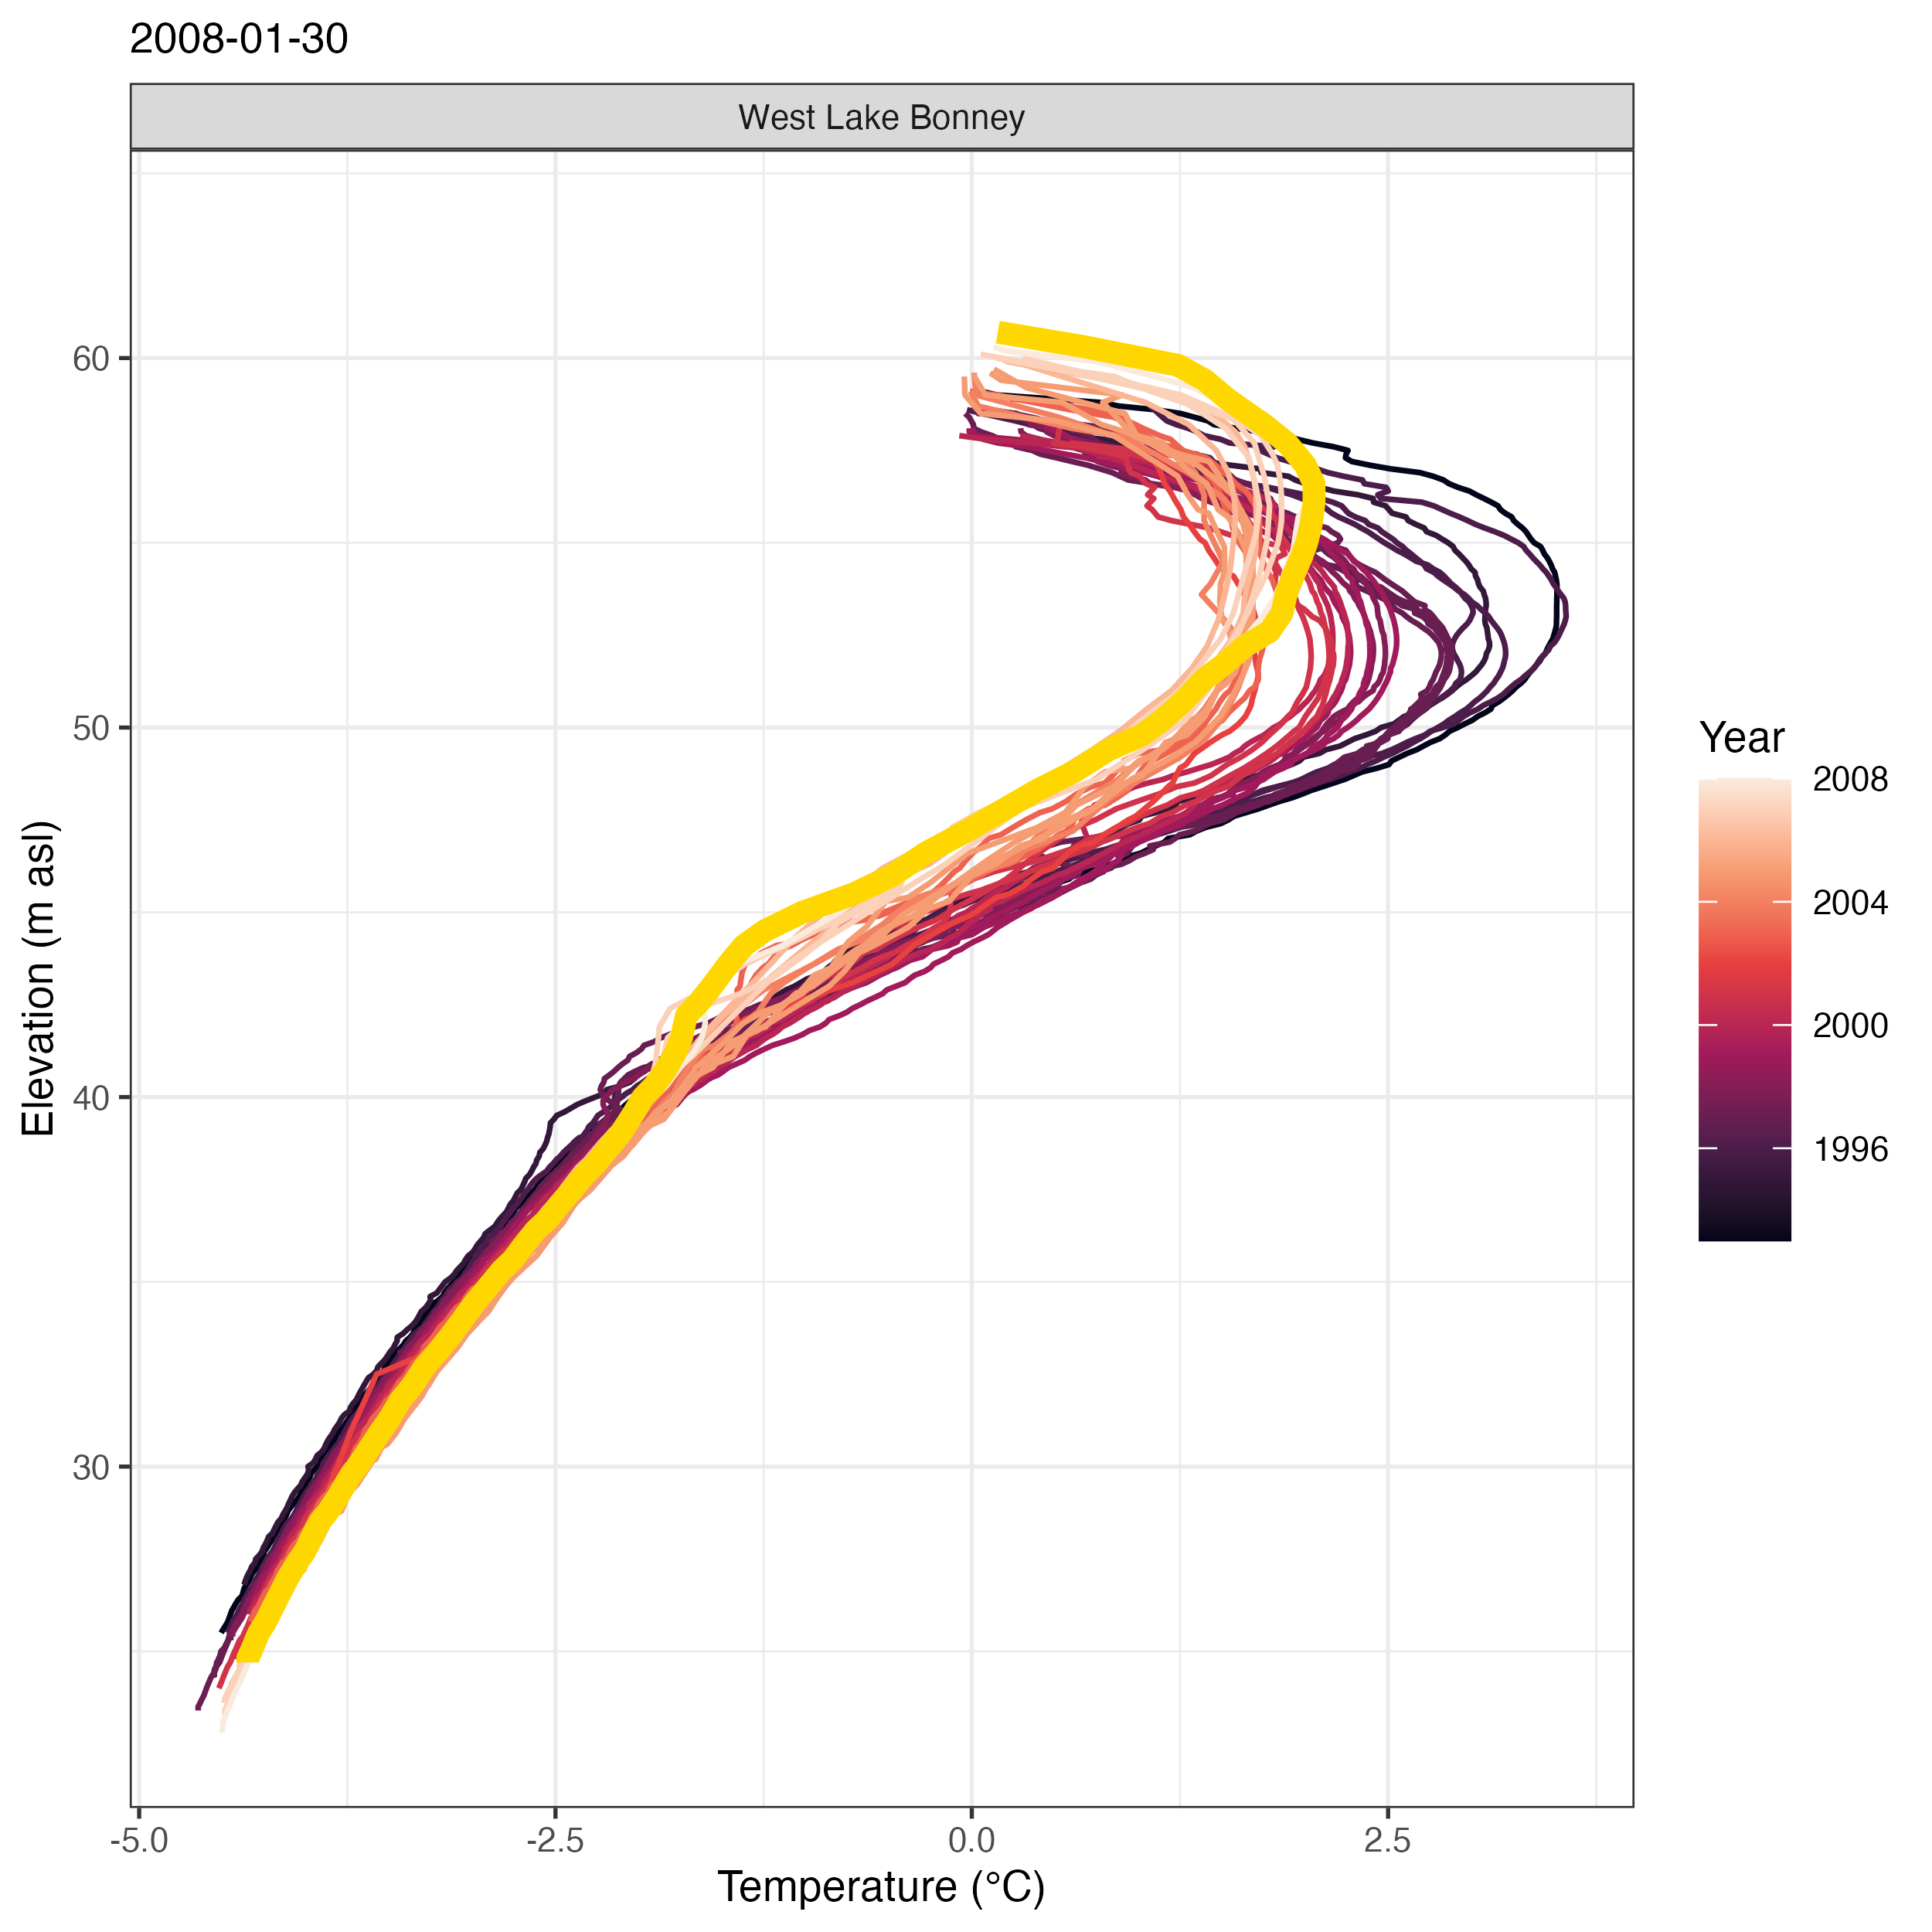 2008-01-30
West Lake Bonney
60
50
40
30
Elevation (m asl)
-5.0 -2.5 0.0 2.5
Temperature (°C)
Year
2008
2004
2000
1996